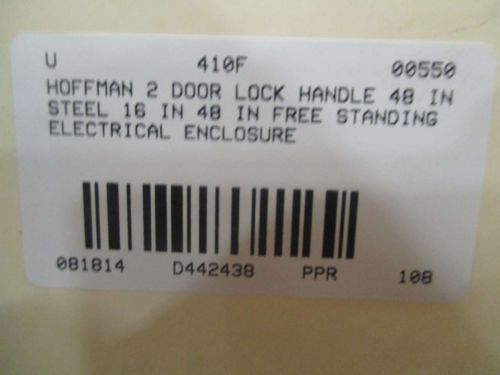 U 410F 00550
HOFFMAN 2 DOOR LOCK HANDLE 48 IN
STEEL 16 IN 48 IN FREE STANDING
ELECTRICAL ENCLOSURE
081814 D442438 PPR 108